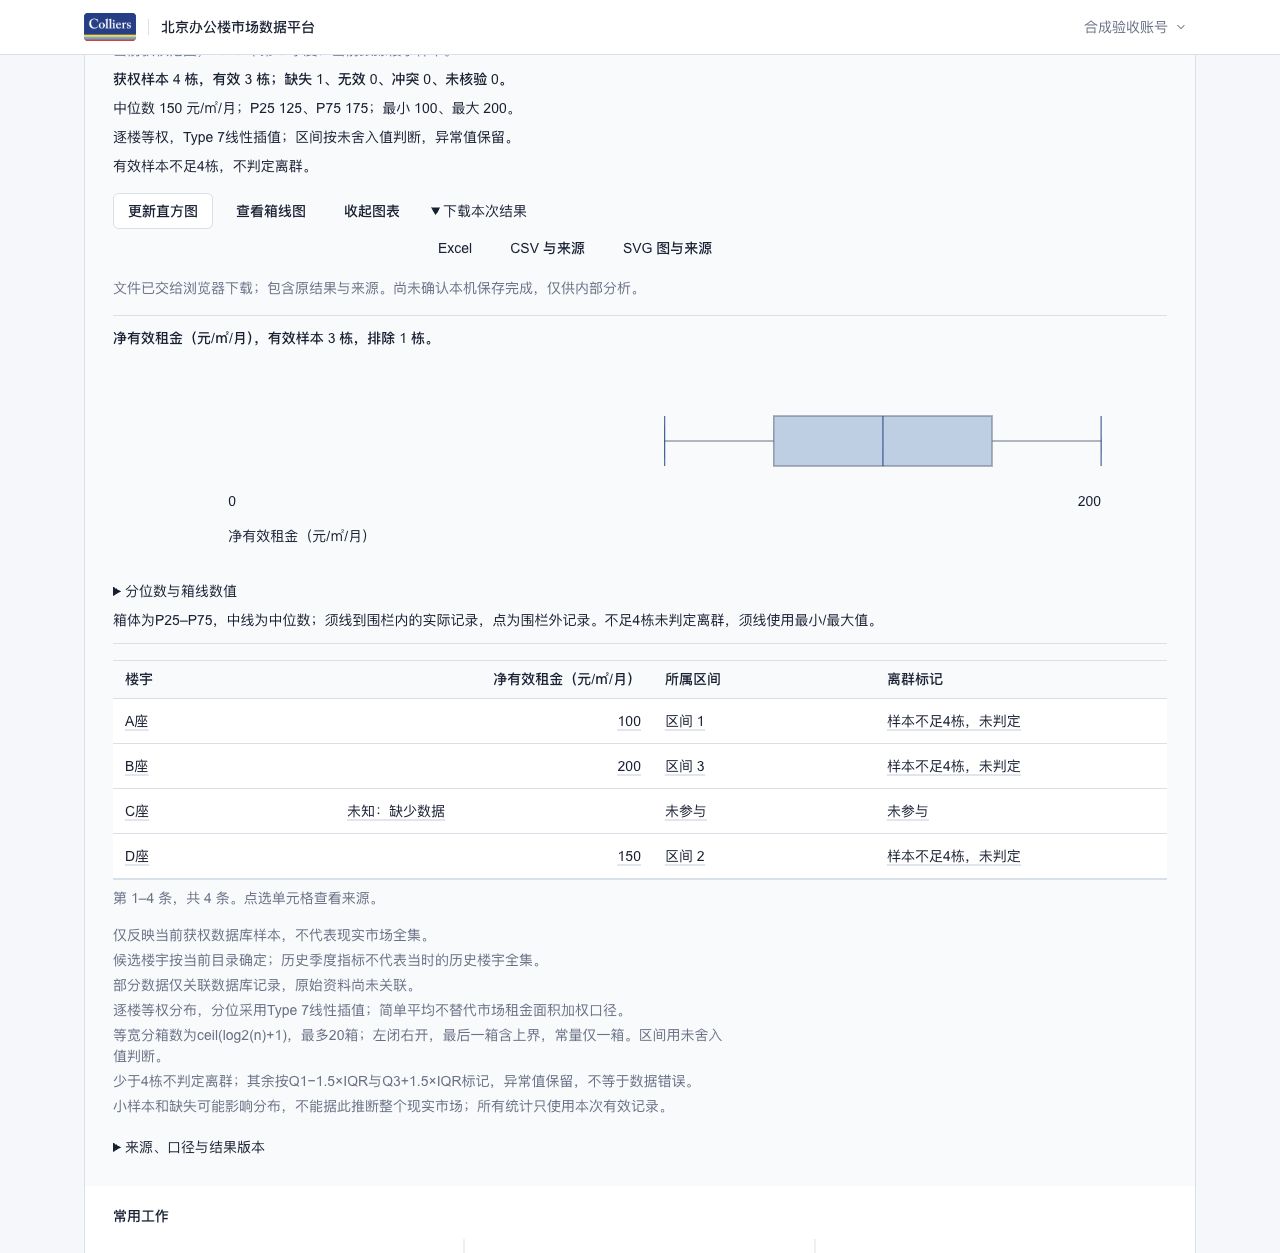 Colliers
北京办公楼市场数据平台
合成验收账号
获权样本 4 栋，有效 3 栋；缺失 1、无效 0、冲突 0、未核验 0。
中位数 150 元/㎡/月；P25 125、P75 175；最小 100、最大 200。
逐楼等权，Type 7线性插值；区间按未舍入值判断，异常值保留。
有效样本不足4栋，不判定离群。
更新直方图 查看箱线图 收起图表 ▼下载本次结果
Excel CSV 与来源 SVG 图与来源
文件已交给浏览器下载；包含原结果与来源。尚未确认本机保存完成，仅供内部分析。
净有效租金（元/㎡/月），有效样本 3 栋，排除 1 栋。
0 200
净有效租金（元/㎡/月）
▶ 分位数与箱线数值
箱体为P25–P75，中线为中位数；须线到围栏内的实际记录，点为围栏外记录。不足4栋未判定离群，须线使用最小/最大值。
楼宇 净有效租金（元/㎡/月） 所属区间 离群标记
A座 100 区间 1 样本不足4栋，未判定
B座 200 区间 3 样本不足4栋，未判定
C座 未知：缺少数据 未参与 未参与
D座 150 区间 2 样本不足4栋，未判定
第 1–4 条，共 4 条。点选单元格查看来源。
仅反映当前获权数据库样本，不代表现实市场全集。
候选楼宇按当前目录确定；历史季度指标不代表当时的历史楼宇全集。
部分数据仅关联数据库记录，原始资料尚未关联。
逐楼等权分布，分位采用Type 7线性插值；简单平均不替代市场租金面积加权口径。
等宽分箱数为ceil(log2(n)+1)，最多20箱；左闭右开，最后一箱含上界，常量仅一箱。区间用未舍入
值判断。
少于4栋不判定离群；其余按Q1−1.5×IQR与Q3+1.5×IQR标记，异常值保留，不等于数据错误。
小样本和缺失可能影响分布，不能据此推断整个现实市场；所有统计只使用本次有效记录。
▶ 来源、口径与结果版本
常用工作